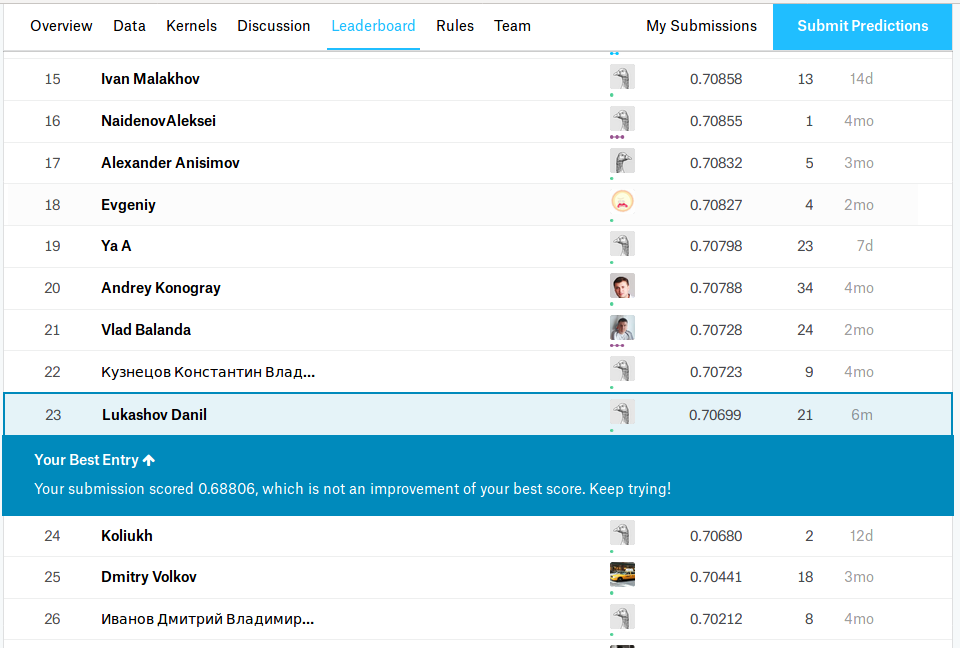 Overview Data Kernels Discussion Leaderboard Rules Team My Submissions Submit Predictions
15 Ivan Malakhov 0.70858 13 14d
16 NaidenovAleksei 0.70855 1 4mo
17 Alexander Anisimov 0.70832 5 3mo
18 Evgeniy 0.70827 4 2mo
19 Ya A 0.70798 23 7d
20 Andrey Konogray 0.70788 34 4mo
21 Vlad Balanda 0.70728 24 2mo
22 Кузнецов Константин Влад... 0.70723 9 4mo
23 Lukashov Danil 0.70699 21 6m
Your Best Entry ↑
Your submission scored 0.68806, which is not an improvement of your best score. Keep trying!
24 Koliukh 0.70680 2 12d
25 Dmitry Volkov 0.70441 18 3mo
26 Иванов Дмитрий Владимир... 0.70212 8 4mo